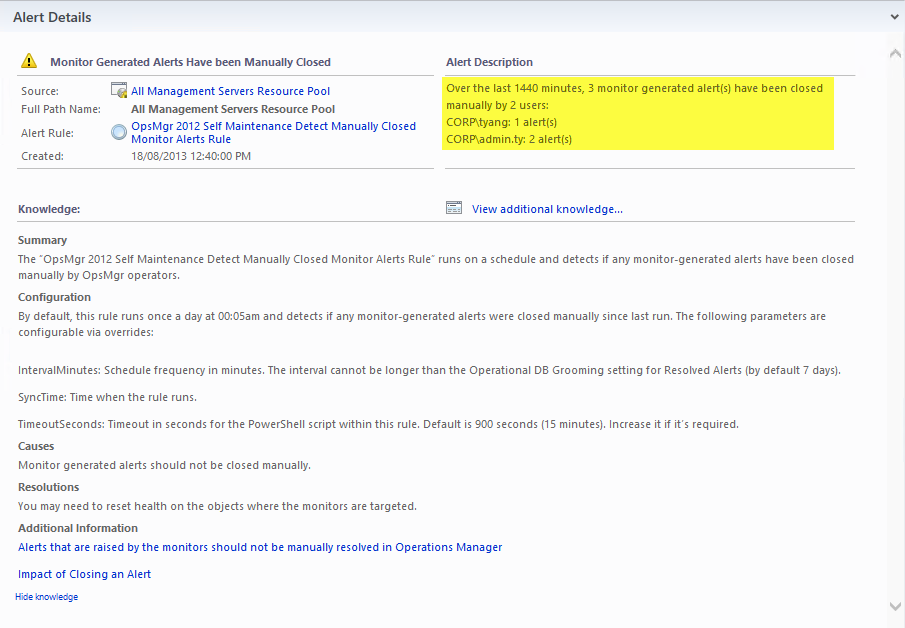 Alert Details
Monitor Generated Alerts Have been Manually Closed
Source: All Management Servers Resource Pool
Full Path Name: All Management Servers Resource Pool
Alert Rule: OpsMgr 2012 Self Maintenance Detect Manually Closed
Monitor Alerts Rule
Created: 18/08/2013 12:40:00 PM
Alert Description
Over the last 1440 minutes, 3 monitor generated alert(s) have been closed
manually by 2 users:
CORP\tyang: 1 alert(s)
CORP\admin.ty: 2 alert(s)
Knowledge:
View additional knowledge...
Summary
The "OpsMgr 2012 Self Maintenance Detect Manually Closed Monitor Alerts Rule" runs on a schedule and detects if any monitor-generated alerts have been closed
manually by OpsMgr operators.
Configuration
By default, this rule runs once a day at 00:05am and detects if any monitor-generated alerts were closed manually since last run. The following parameters are
configurable via overrides:
IntervalMinutes: Schedule frequency in minutes. The interval cannot be longer than the Operational DB Grooming setting for Resolved Alerts (by default 7 days).
SyncTime: Time when the rule runs.
TimeoutSeconds: Timeout in seconds for the PowerShell script within this rule. Default is 900 seconds (15 minutes). Increase it if it's required.
Causes
Monitor generated alerts should not be closed manually.
Resolutions
You may need to reset health on the objects where the monitors are targeted.
Additional Information
Alerts that are raised by the monitors should not be manually resolved in Operations Manager
Impact of Closing an Alert
Hide knowledge